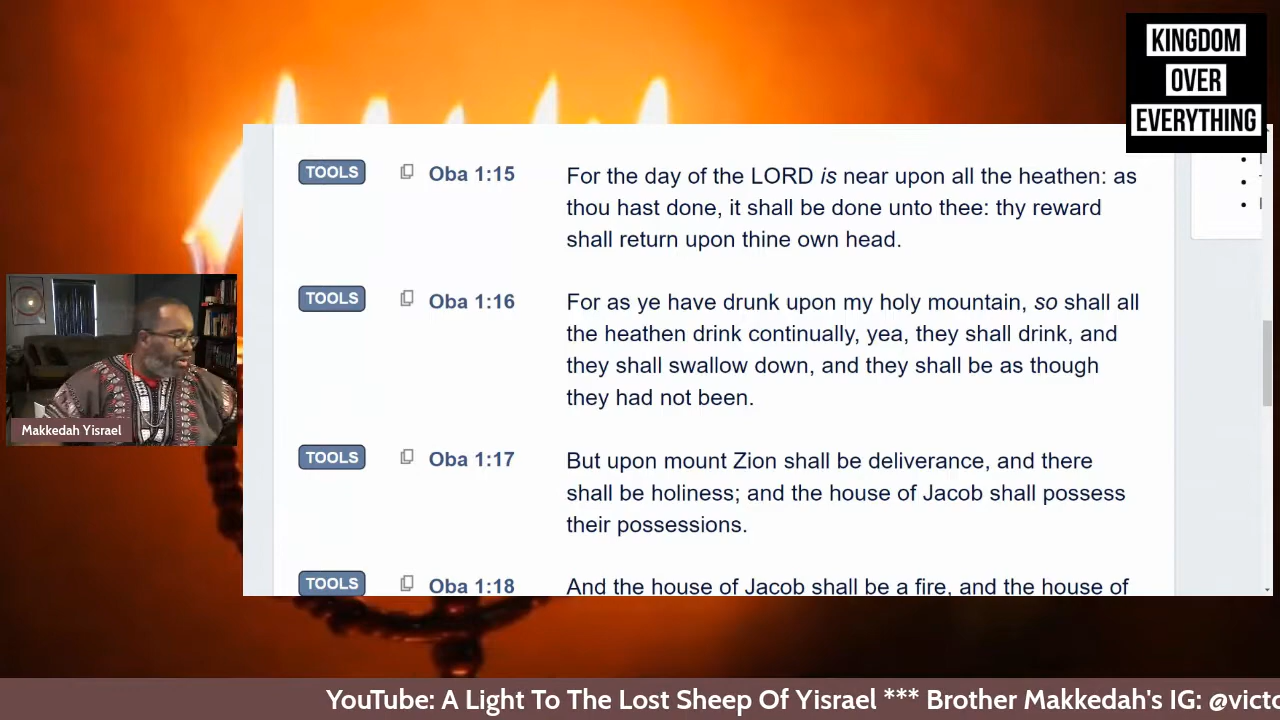 KINGDOM
OVER
EVERYTHING
TOOLS Oba 1:15 For the day of the LORD is near upon all the heathen: as
thou hast done, it shall be done unto thee: thy reward
shall return upon thine own head.
TOOLS Oba 1:16 For as ye have drunk upon my holy mountain, so shall all
the heathen drink continually, yea, they shall drink, and
they shall swallow down, and they shall be as though
they had not been.
TOOLS Oba 1:17 But upon mount Zion shall be deliverance, and there
shall be holiness; and the house of Jacob shall possess
their possessions.
TOOLS Oba 1:18 And the house of Jacob shall be a fire, and the house of
Makkedah Yisrael
YouTube: A Light To The Lost Sheep Of Yisrael *** Brother Makkedah's IG: @victo